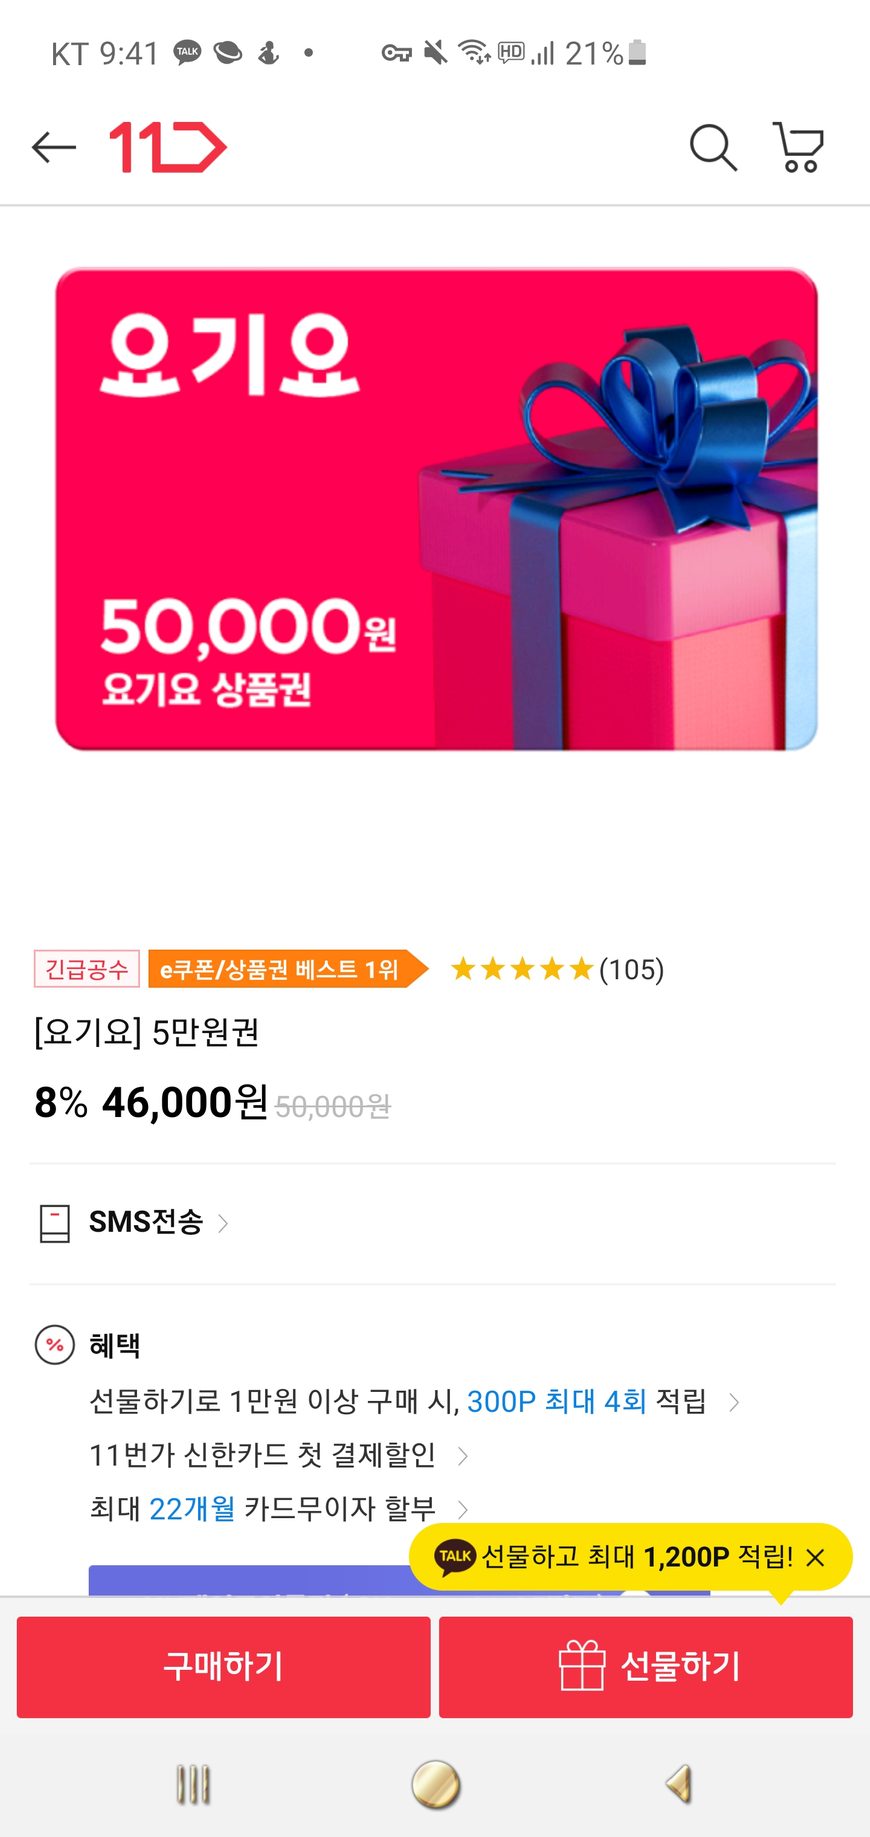 KT 9:41 TALK HD 21%
11
요기요
50,000원
요기요 상품권
긴급공수 e쿠폰/상품권 베스트 1위 (105)
[요기요] 5만원권
8% 46,000원 50,000원
SMS전송
% 혜택
선물하기로 1만원 이상 구매 시, 300P 최대 4회 적립
11번가 신한카드 첫 결제할인
최대 22개월 카드무이자 할부
TALK 선물하고 최대 1,200P 적립!
구매하기 선물하기